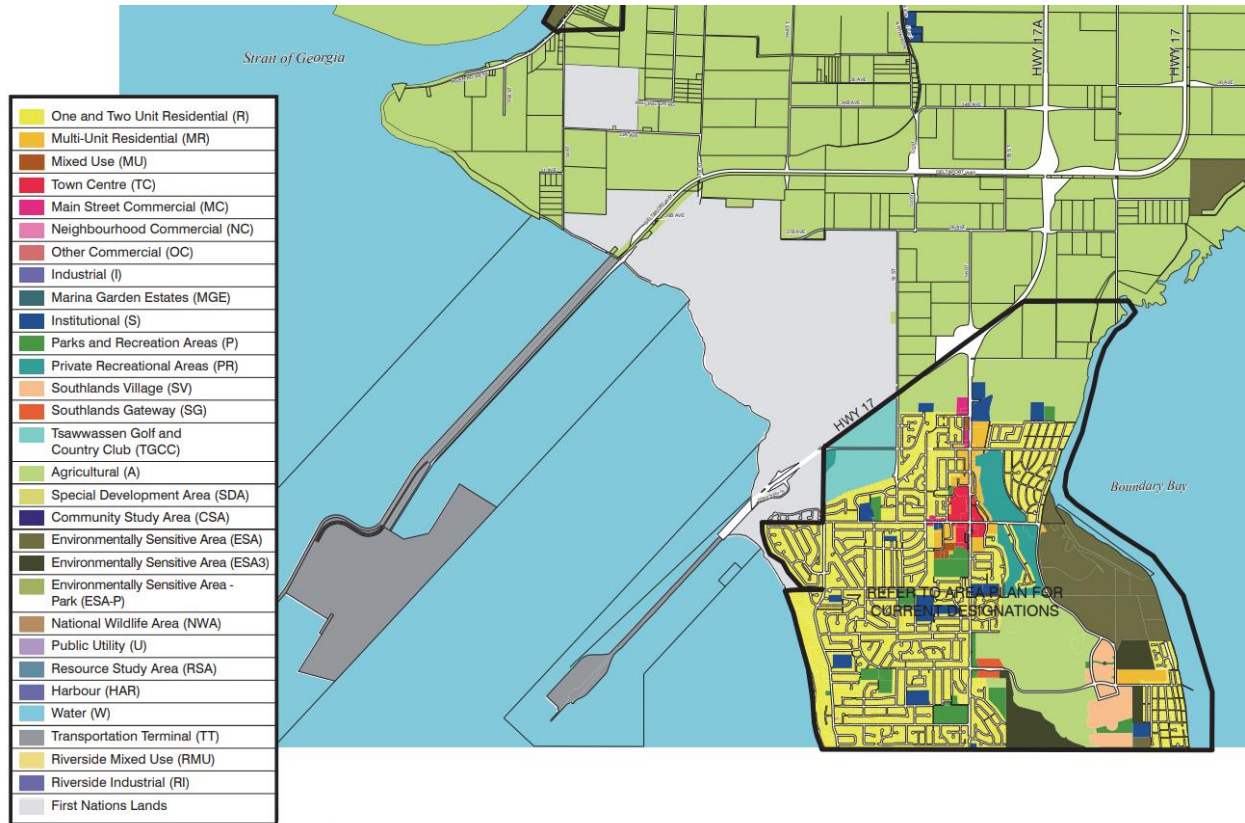 Strait of Georgia
HWY 17A
HWY 17
One and Two Unit Residential (R)
Multi-Unit Residential (MR)
Mixed Use (MU)
Town Centre (TC)
Main Street Commercial (MC)
Neighbourhood Commercial (NC)
Other Commercial (OC)
Industrial (I)
Marina Garden Estates (MGE)
Institutional (S)
Parks and Recreation Areas (P)
Private Recreational Areas (PR)
Southlands Village (SV)
Southlands Gateway (SG)
Tsawwassen Golf and
Country Club (TGCC)
Agricultural (A)
Special Development Area (SDA)
Community Study Area (CSA)
Environmentally Sensitive Area (ESA)
Environmentally Sensitive Area (ESA3)
Environmentally Sensitive Area -
Park (ESA-P)
National Wildlife Area (NWA)
Public Utility (U)
Resource Study Area (RSA)
Harbour (HAR)
Water (W)
Transportation Terminal (TT)
Riverside Mixed Use (RMU)
Riverside Industrial (RI)
First Nations Lands
HWY 17
Boundary Bay
REFER TO AREA PLAN FOR
CURRENT DESIGNATIONS